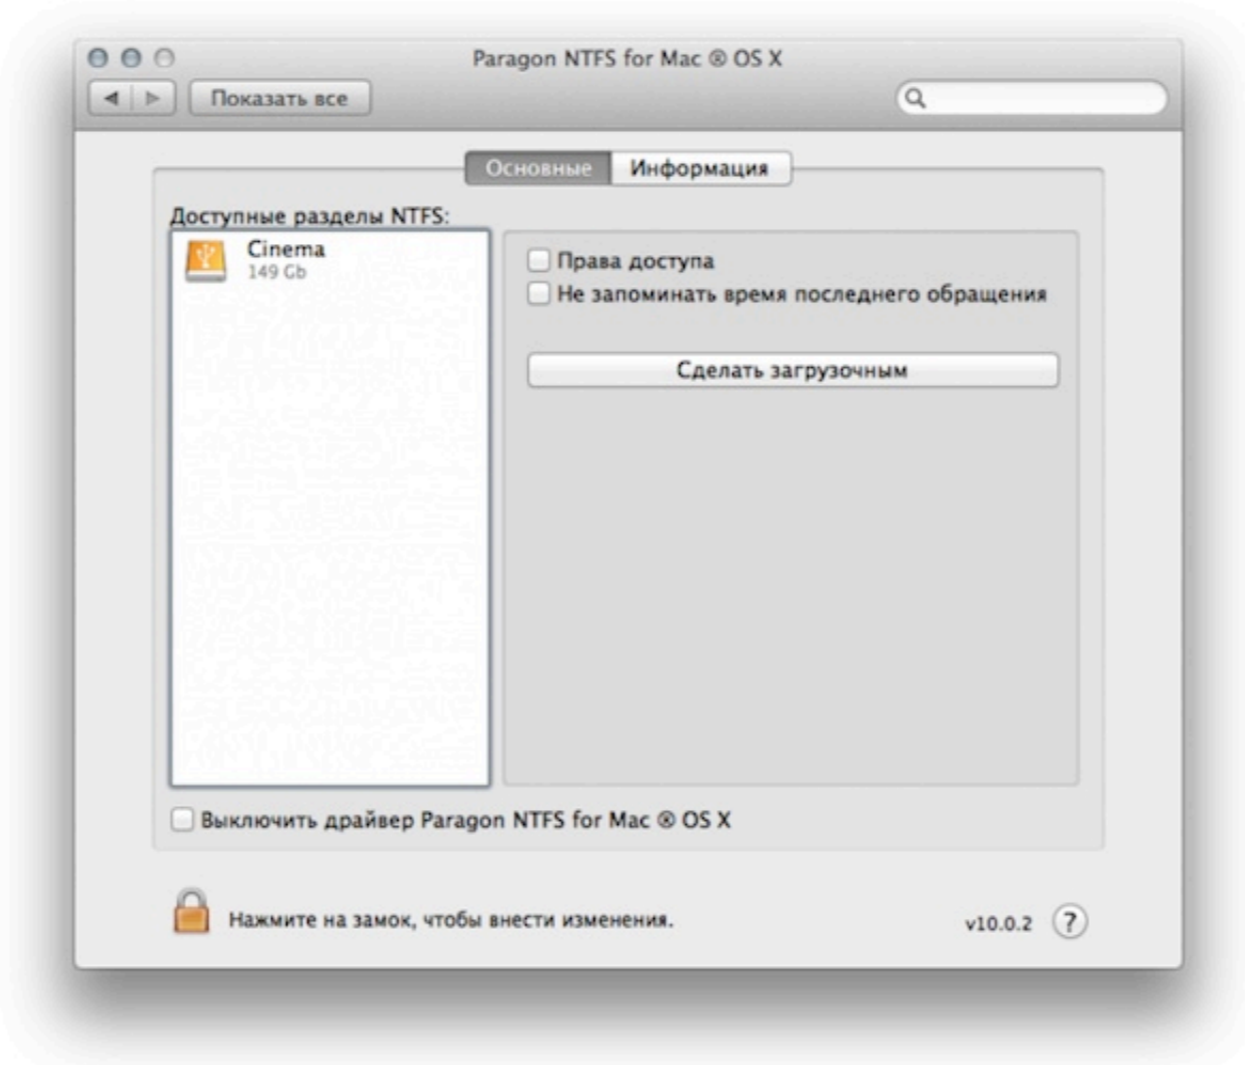 Paragon NTFS for Mac ® OS X
Показать все
Основные
Информация
Доступные разделы NTFS:
Cinema
149 Gb
Права доступа
Не запоминать время последнего обращения
Сделать загрузочным
Выключить драйвер Paragon NTFS for Mac ® OS X
Нажмите на замок, чтобы внести изменения.
v10.0.2
?